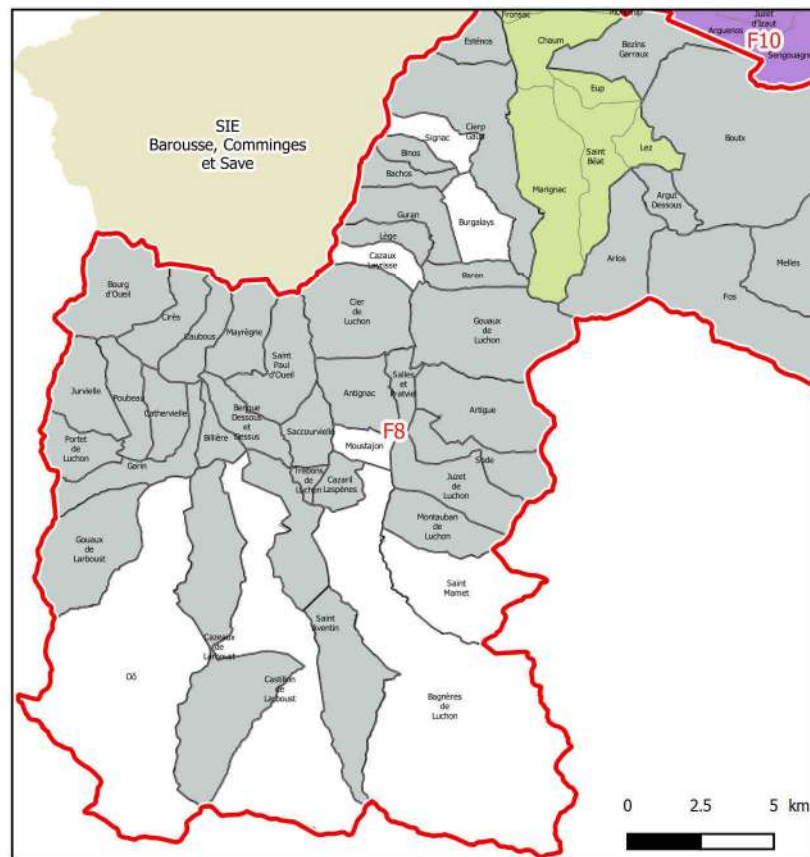 Fronsac
Juzet
d'Izaut
Arguenos
F10
Sengouagnet
Esténos
Chaum
Bezins
Garraux
Eup
SIE
Barousse, Comminges
et Save
Cierp
Gaud
Signac
Binos
Bachos
Saint
Béat
Lez
Boutx
Marignac
Argut
Dessous
Guran
Burgalays
Lège
Cazaux
Layrisse
Baren
Arlos
Melles
Fos
Bourg
d'Oueil
Cirès
Caubous
Mayrègne
Saint
Paul
d'Oueil
Cier
de
Luchon
Gouaux
de
Luchon
Jurvielle
Poubeau
Cathervielle
Antignac
Salles
et
Pratviel
Artigue
Benque
Dessous et
Dessus
Portet
de
Luchon
Billière
Saccourvielle
F8
Moustajon
Garin
Sode
Trébons
de
Luchon
Cazaril
Laspènes
Juzet
de
Luchon
Montauban
de
Luchon
Gouaux
de
Larboust
Saint
Mamet
Saint
Aventin
Cazeaux
de
Larboust
Oô
Castillon
de
Larboust
Bagnères
de
Luchon
0 2.5 5 km